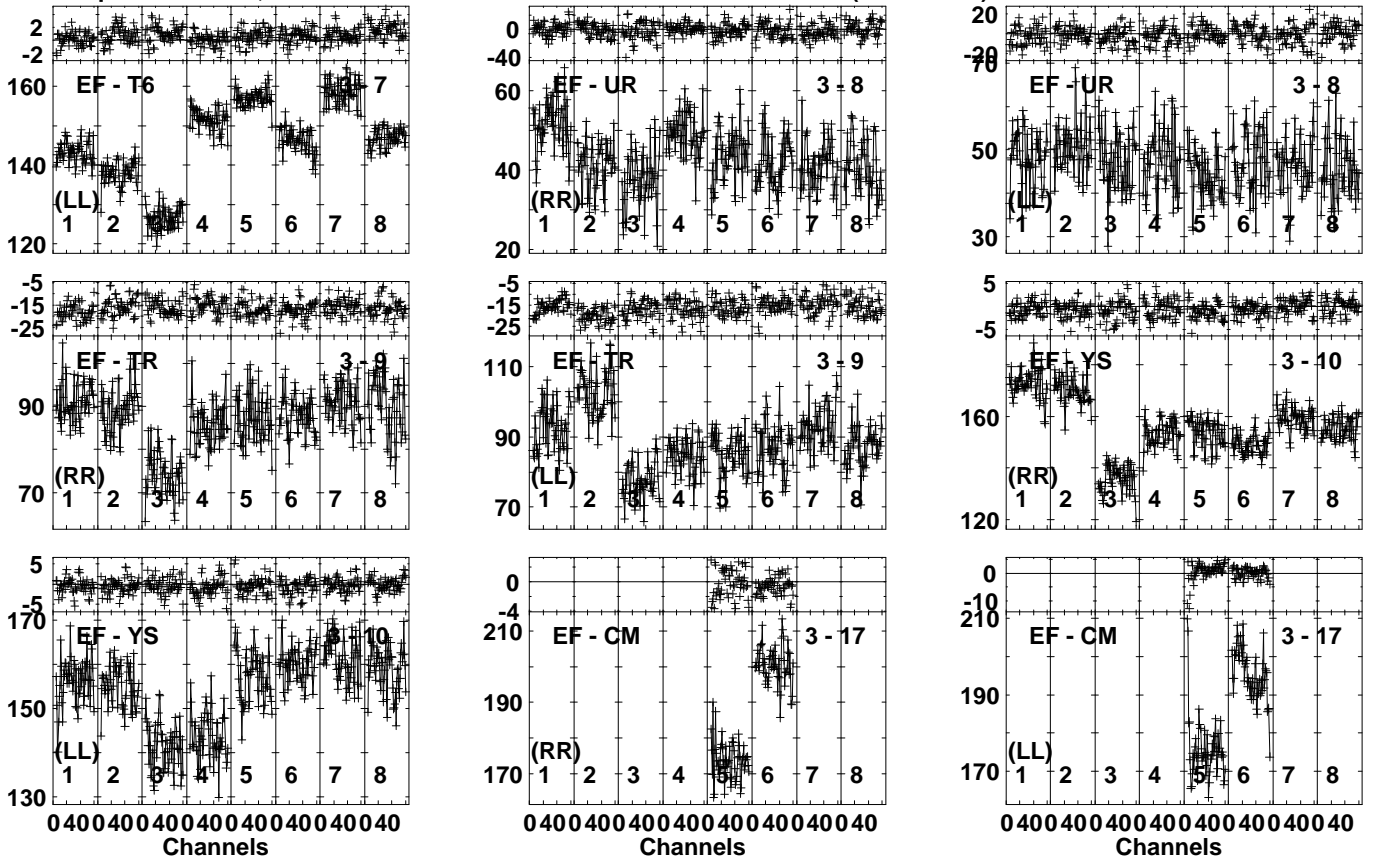 2 0 20
-2 -40 -20
160 EF - T6 3 - 7 60 EF - UR 3 - 8 70 EF - UR 3 - 8
140 40 50
(LL) (RR) (LL)
1 2 3 4 5 6 7 8 1 2 3 4 5 6 7 8 1 2 3 4 5 6 7 8
120 20 30
-5 -5 5
-15 -15
-25 -25 -5
EF - TR 3 - 9 110 EF - TR 3 - 9 EF - YS 3 - 10
90 90 160
(RR) (LL) (RR)
70 1 2 3 4 5 6 7 8 70 1 2 3 4 5 6 7 8 120 1 2 3 4 5 6 7 8
5 0 0
-5 -4 -10
170 EF - YS 3 - 10 210 EF - CM 3 - 17 210 EF - CM 3 - 17
150 190 190
(LL) (RR) (LL)
1 2 3 4 5 6 7 8 1 2 3 4 5 6 7 8 1 2 3 4 5 6 7 8
130 170 170
0 40 0 40 0 40 0 40 0 40 0 40 0 40 0 40 0 40 0 40 0 40 0 40 0 40 0 40 0 40 0 40 0 40 0 40 0 40 0 40 0 40 0 40 0 40 0 40
Channels Channels Channels